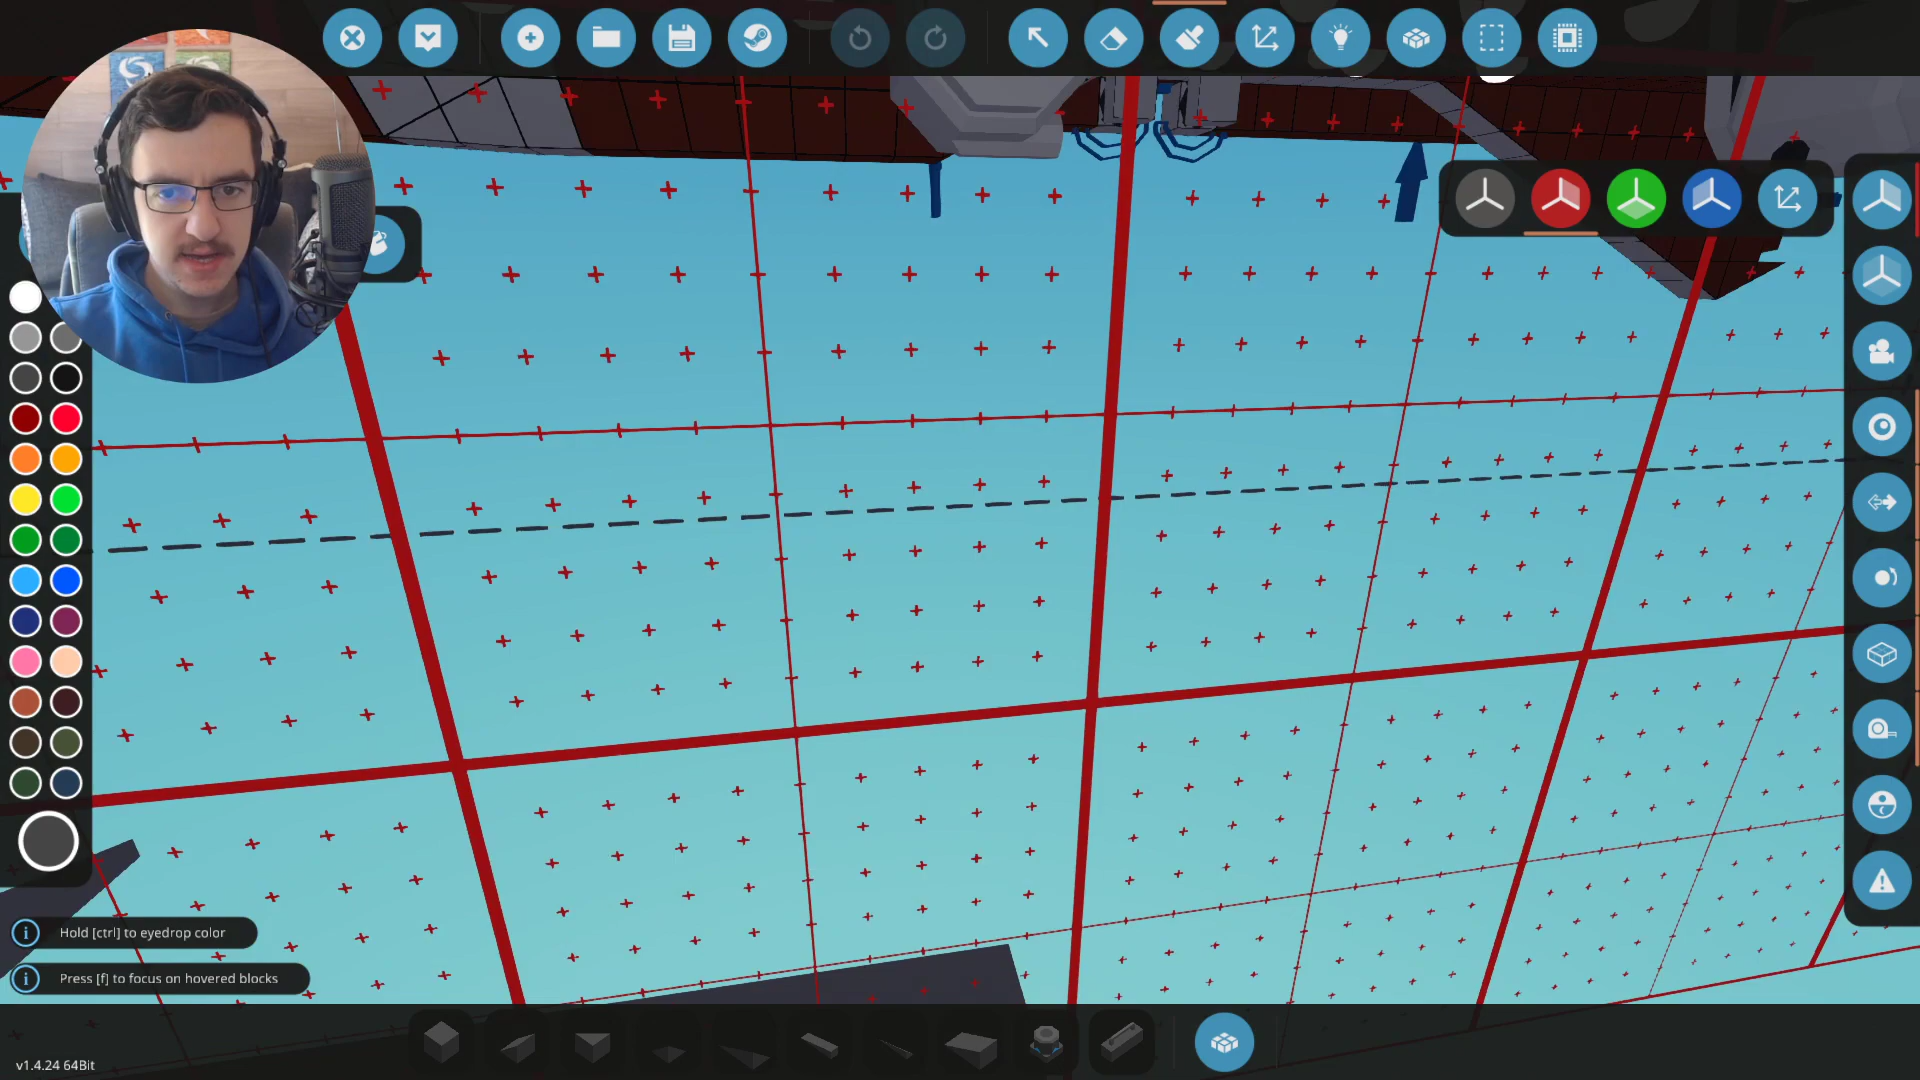 Hold [ctrl] to eyedrop color
Press [f] to focus on hovered blocks
v1.4.24 64Bit